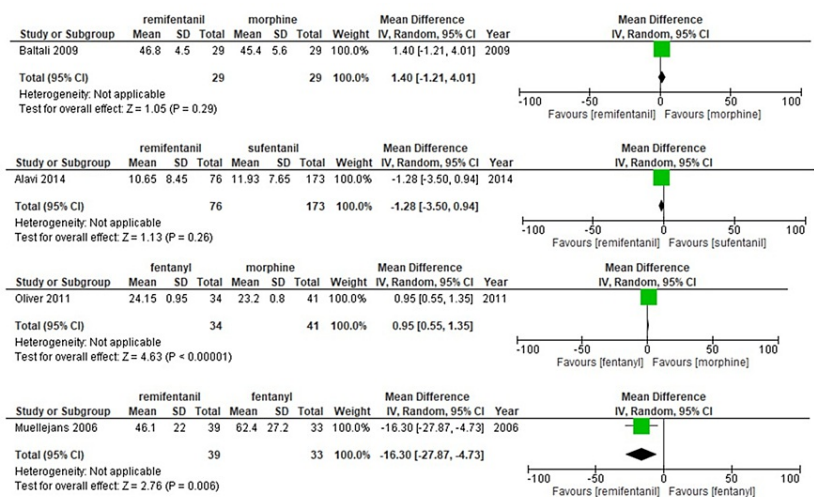 remifentanil morphine Mean Difference Mean Difference
Study or Subgroup Mean SD Total Mean SD Total Weight IV, Random, 95% CI Year IV, Random, 95% CI
Baltali 2009 46.8 4.5 29 45.4 5.6 29 100.0% 1.40 [-1.21, 4.01] 2009
Total (95% CI) 29 29 100.0% 1.40 [-1.21, 4.01]
Heterogeneity: Not applicable
Test for overall effect: Z = 1.05 (P = 0.29)
-100 -50 0 50 100
Favours [remifentanil] Favours [morphine]
remifentanil sufentanil Mean Difference Mean Difference
Study or Subgroup Mean SD Total Mean SD Total Weight IV, Random, 95% CI Year IV, Random, 95% CI
Alavi 2014 10.65 8.45 76 11.93 7.65 173 100.0% -1.28 [-3.50, 0.94] 2014
Total (95% CI) 76 173 100.0% -1.28 [-3.50, 0.94]
Heterogeneity: Not applicable
Test for overall effect: Z = 1.13 (P = 0.26)
-100 -50 0 50 100
Favours [remifentanil] Favours [sufentanil]
fentanyl morphine Mean Difference Mean Difference
Study or Subgroup Mean SD Total Mean SD Total Weight IV, Random, 95% CI Year IV, Random, 95% CI
Oliver 2011 24.15 0.95 34 23.2 0.8 41 100.0% 0.95 [0.55, 1.35] 2011
Total (95% CI) 34 41 100.0% 0.95 [0.55, 1.35]
Heterogeneity: Not applicable
Test for overall effect: Z = 4.63 (P < 0.00001)
-100 -50 0 50 100
Favours [fentanyl] Favours [morphine]
remifentanil fentanyl Mean Difference Mean Difference
Study or Subgroup Mean SD Total Mean SD Total Weight IV, Random, 95% CI Year IV, Random, 95% CI
Muellejans 2006 46.1 22 39 62.4 27.2 33 100.0% -16.30 [-27.87, -4.73] 2006
Total (95% CI) 39 33 100.0% -16.30 [-27.87, -4.73]
Heterogeneity: Not applicable
Test for overall effect: Z = 2.76 (P = 0.006)
-100 -50 0 50 100
Favours [remifentanil] Favours [fentanyl]